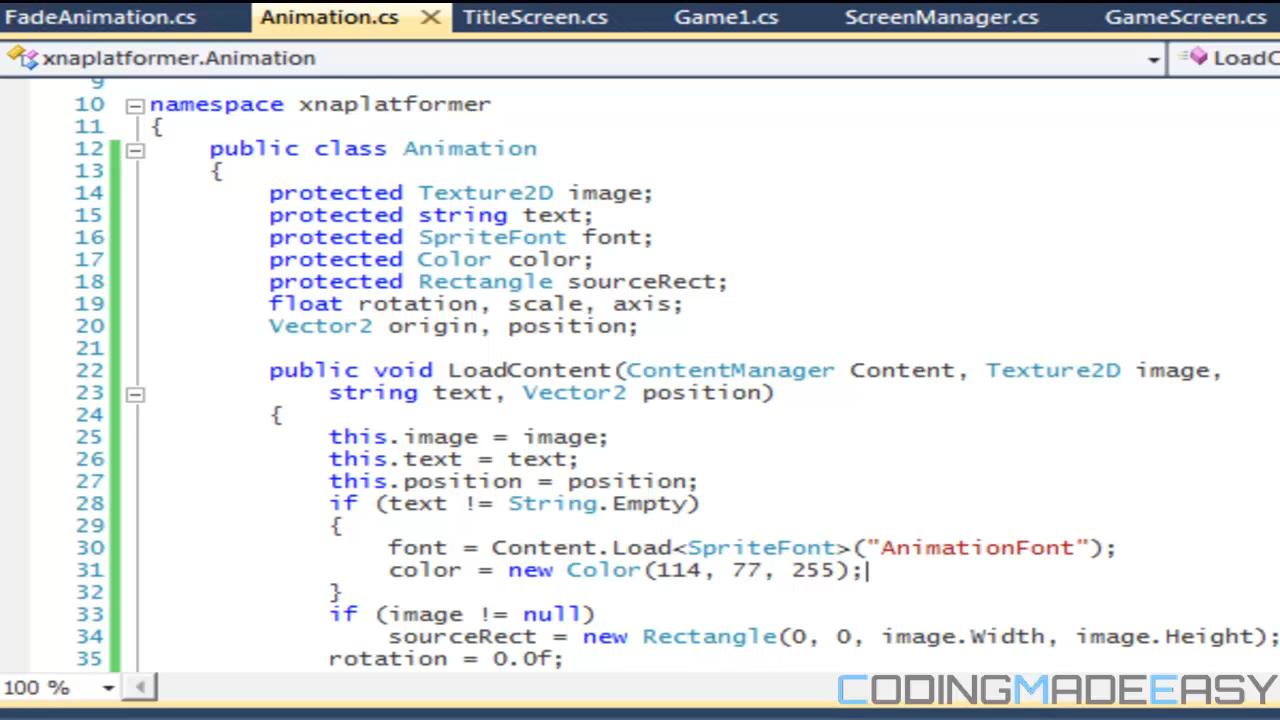 FadeAnimation.cs Animation.cs TitleScreen.cs Game1.cs ScreenManager.cs GameScreen.cs
xnaplatformer.Animation LoadC
9
10 namespace xnaplatformer
11 {
12 public class Animation
13 {
14 protected Texture2D image;
15 protected string text;
16 protected SpriteFont font;
17 protected Color color;
18 protected Rectangle sourceRect;
19 float rotation, scale, axis;
20 Vector2 origin, position;
21
22 public void LoadContent(ContentManager Content, Texture2D image,
23 string text, Vector2 position)
24 {
25 this.image = image;
26 this.text = text;
27 this.position = position;
28 if (text != String.Empty)
29 {
30 font = Content.Load<SpriteFont>("AnimationFont");
31 color = new Color(114, 77, 255);
32 }
33 if (image != null)
34 sourceRect = new Rectangle(0, 0, image.Width, image.Height);
35 rotation = 0.0f;
100 %
CODINGMADEEASY